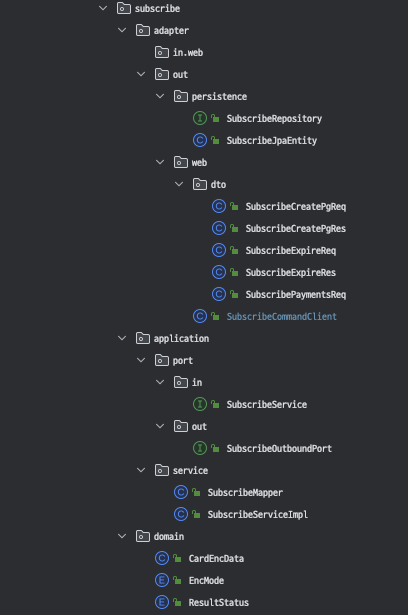 subscribe
adapter
in.web
out
persistence
I SubscribeRepository
C SubscribeJpaEntity
web
dto
C SubscribeCreatePgReq
C SubscribeCreatePgRes
C SubscribeExpireReq
C SubscribeExpireRes
C SubscribePaymentsReq
C SubscribeCommandClient
application
port
in
I SubscribeService
out
I SubscribeOutboundPort
service
C SubscribeMapper
C SubscribeServiceImpl
domain
C CardEncData
E EncMode
E ResultStatus